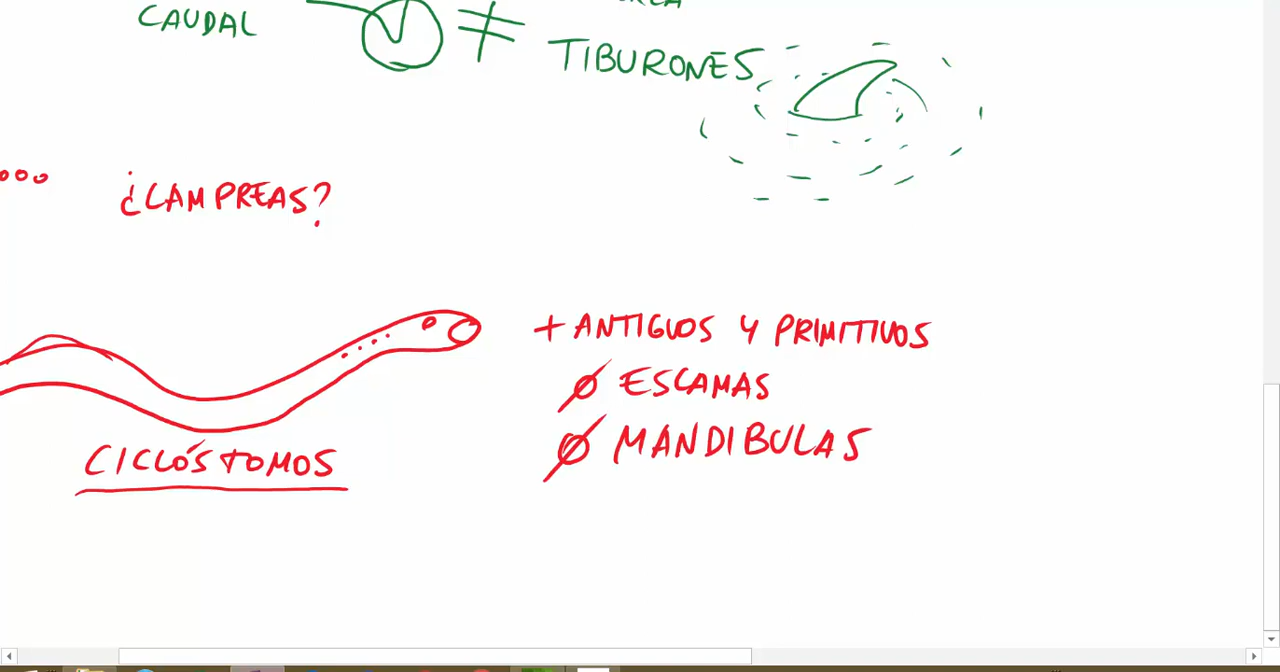 CAUDAL
≠
TIBURONES
¿LAMPREAS?
+ ANTIGUOS Y PRIMITIVOS
Ø ESCAMAS
Ø MANDIBULAS
CICLÓSTOMOS